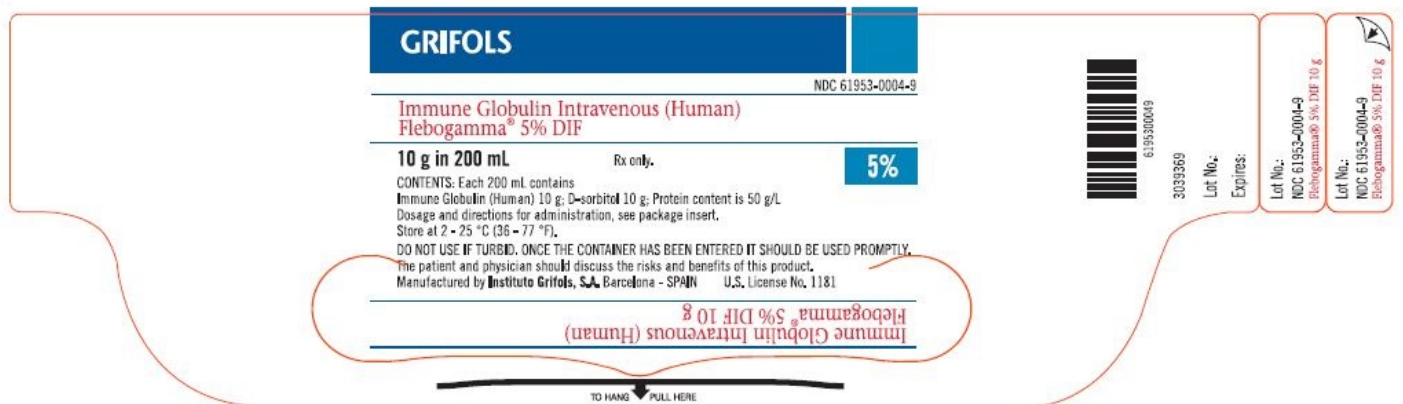 GRIFOLS
NDC 61953-0004-9
Immune Globulin Intravenous (Human)
Flebogamma® 5% DIF
10 g in 200 mL Rx only.
5%
CONTENTS: Each 200 mL contains
Immune Globulin (Human) 10 g; D-sorbitol 10 g; Protein content is 50 g/L
Dosage and directions for administration, see package insert.
Store at 2 - 25 °C (36 - 77 °F).
DO NOT USE IF TURBID. ONCE THE CONTAINER HAS BEEN ENTERED IT SHOULD BE USED PROMPTLY.
The patient and physician should discuss the risks and benefits of this product.
Manufactured by Instituto Grifols, S.A. Barcelona - SPAIN U.S. License No. 1181
Immune Globulin Intravenous (Human)
Flebogamma® 5% DIF 10 g
TO HANG PULL HERE
6195300049
3039369
Lot No.:
Expires:
Lot No.:
NDC 61953-0004-9
Flebogamma® 5% DIF 10 g
Lot No.:
NDC 61953-0004-9
Flebogamma® 5% DIF 10 g